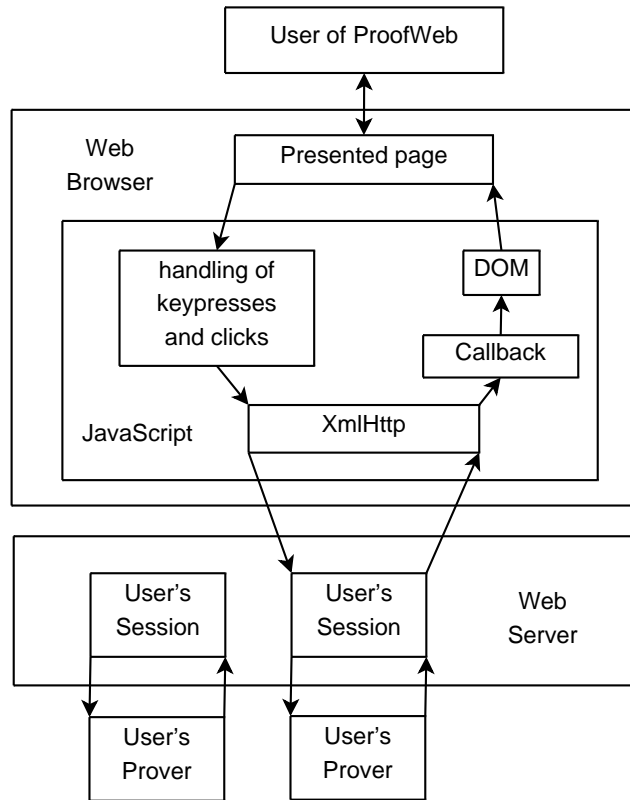 User of ProofWeb
Web
Browser
Presented page
handling of
keypresses
and clicks
DOM
Callback
JavaScript
XmlHttp
User's
Session
User's
Session
Web
Server
User's
Prover
User's
Prover